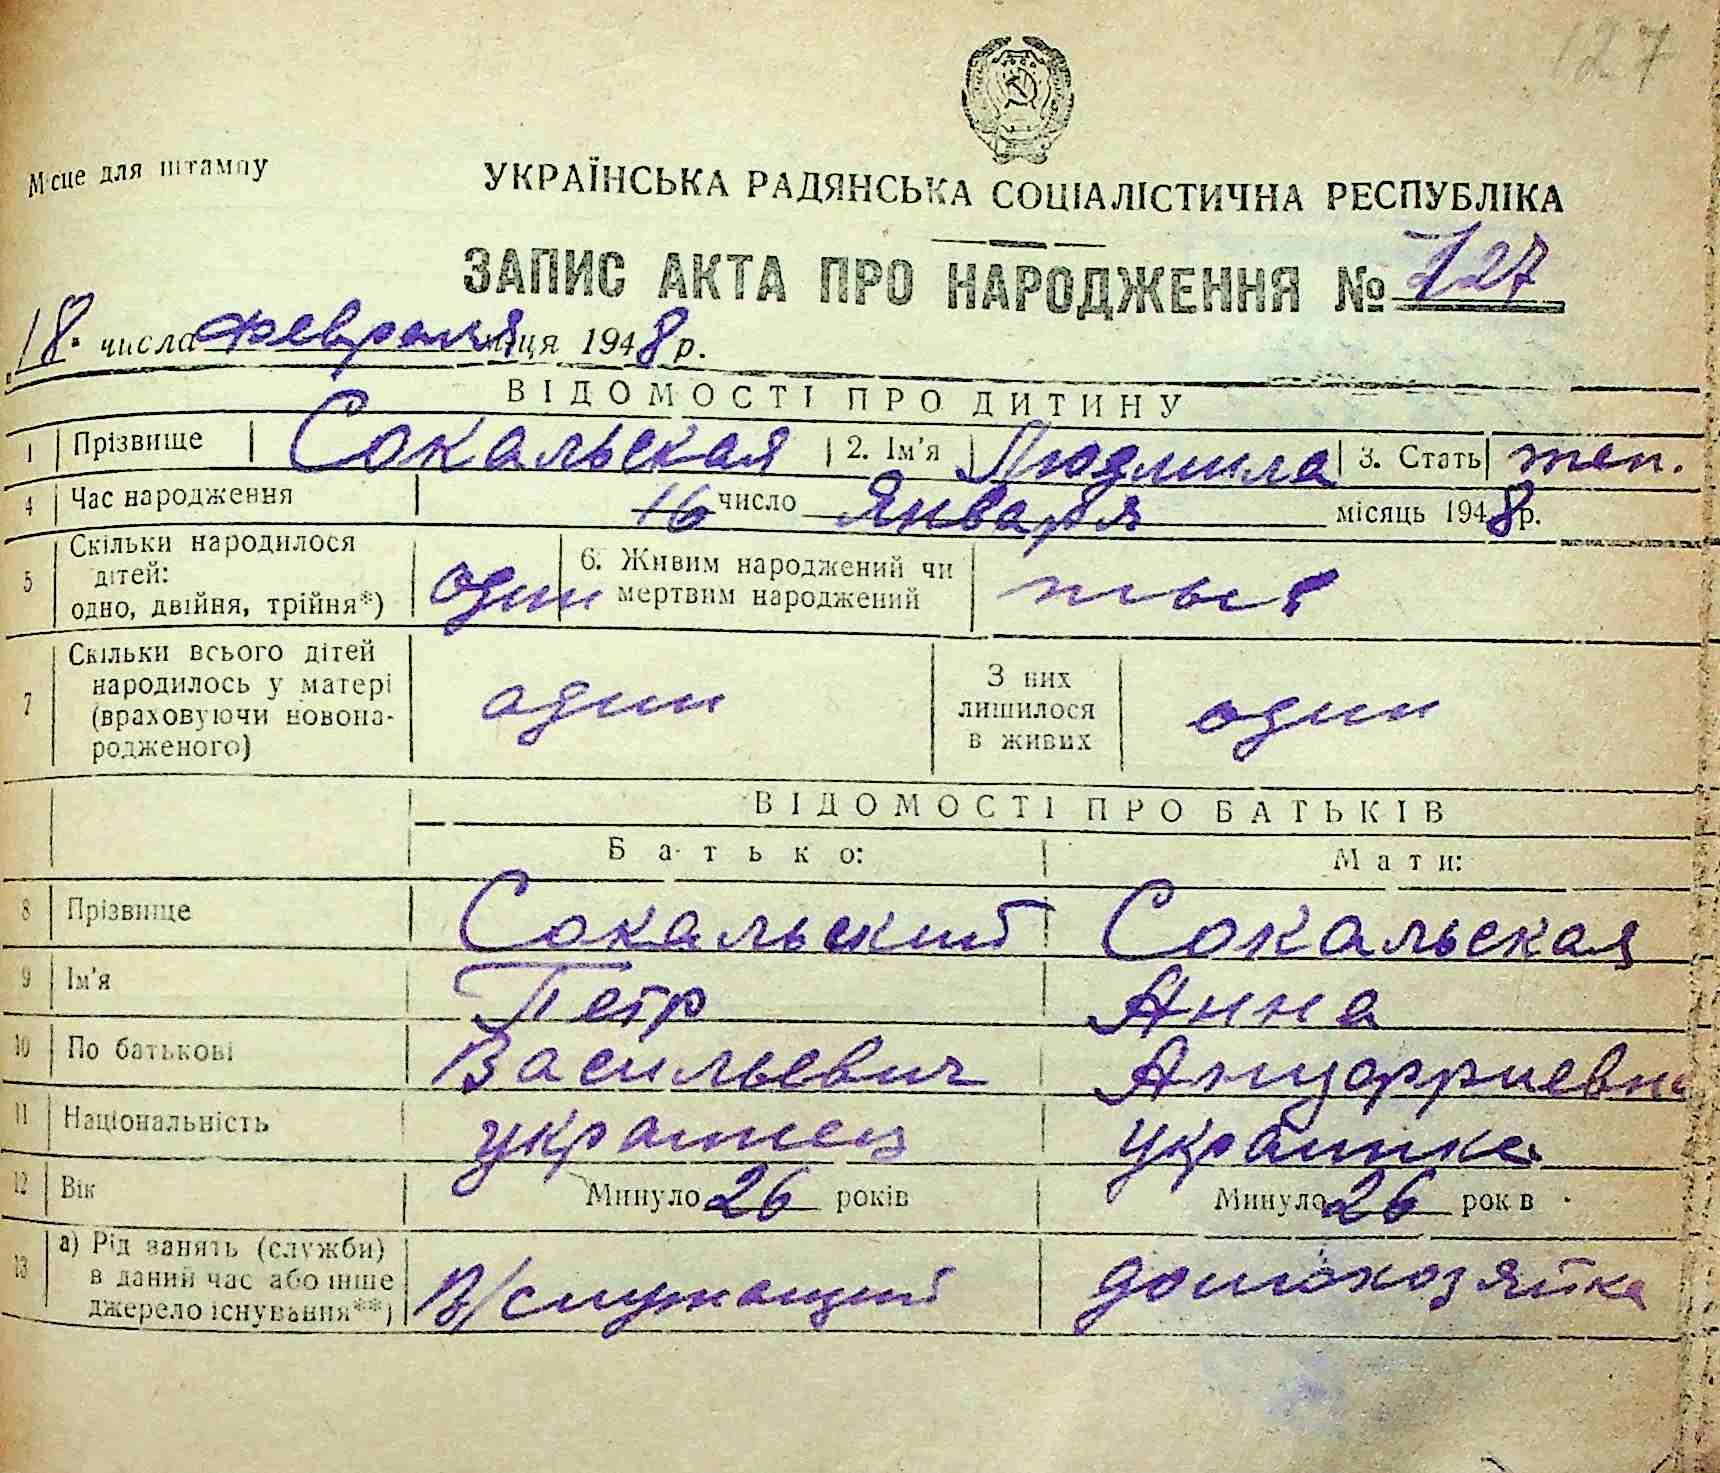 127
Місце для штампу
УКРАЇНСЬКА РАДЯНСЬКА СОЦІАЛІСТИЧНА РЕСПУБЛІКА
ЗАПИС АКТА ПРО НАРОДЖЕННЯ № 127
18 числа февраля місяця 1948 р.
ВІДОМОСТІ ПРО ДИТИНУ
1 Прізвище Сокальская 2. Ім'я Людмила 3. Стать жен.
4 Час народження 16 число Января місяць 1948 р.
5 Скільки народилося дітей: одно, двійня, трійня*) один 6. Живим народжений чи мертвим народжений
7 Скільки всього дітей народилось у матері (враховуючи новонародженого) один З них лишилося в живих один
ВІДОМОСТІ ПРО БАТЬКІВ
Батько: Мати:
8 Прізвище Сокальский Сокальская
9 Ім'я Петр Анна
10 По батькові Васильевич
11 Національність украинец украинка
12 Вік Минуло 26 років Минуло 26 років
13 а) Рід занять (служби) в даний час або інше джерело існування**) В/служащий домохозяйка